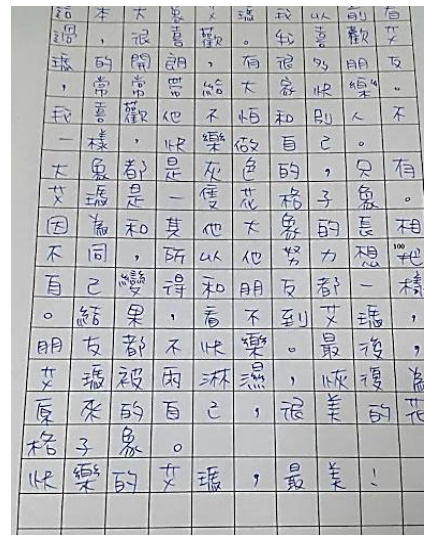 這本大象艾瑪我以前看
過，很喜歡。我喜歡艾
瑪的開朗，有很多朋友
，常常帶給大家快樂。
我喜歡他不怕和別人不
一樣，快樂做自己。
大象都是灰色的，只有
艾瑪是一隻花格子象。
因為和其他大象的長相
100
不同，所以他努力想把
自己變得和朋友都一樣
。結果，看不到艾瑪，
朋友都不快樂。最後，
艾瑪被雨淋濕，恢復為
原來的自己，很美的花
格子象。
快樂的艾瑪，最美！